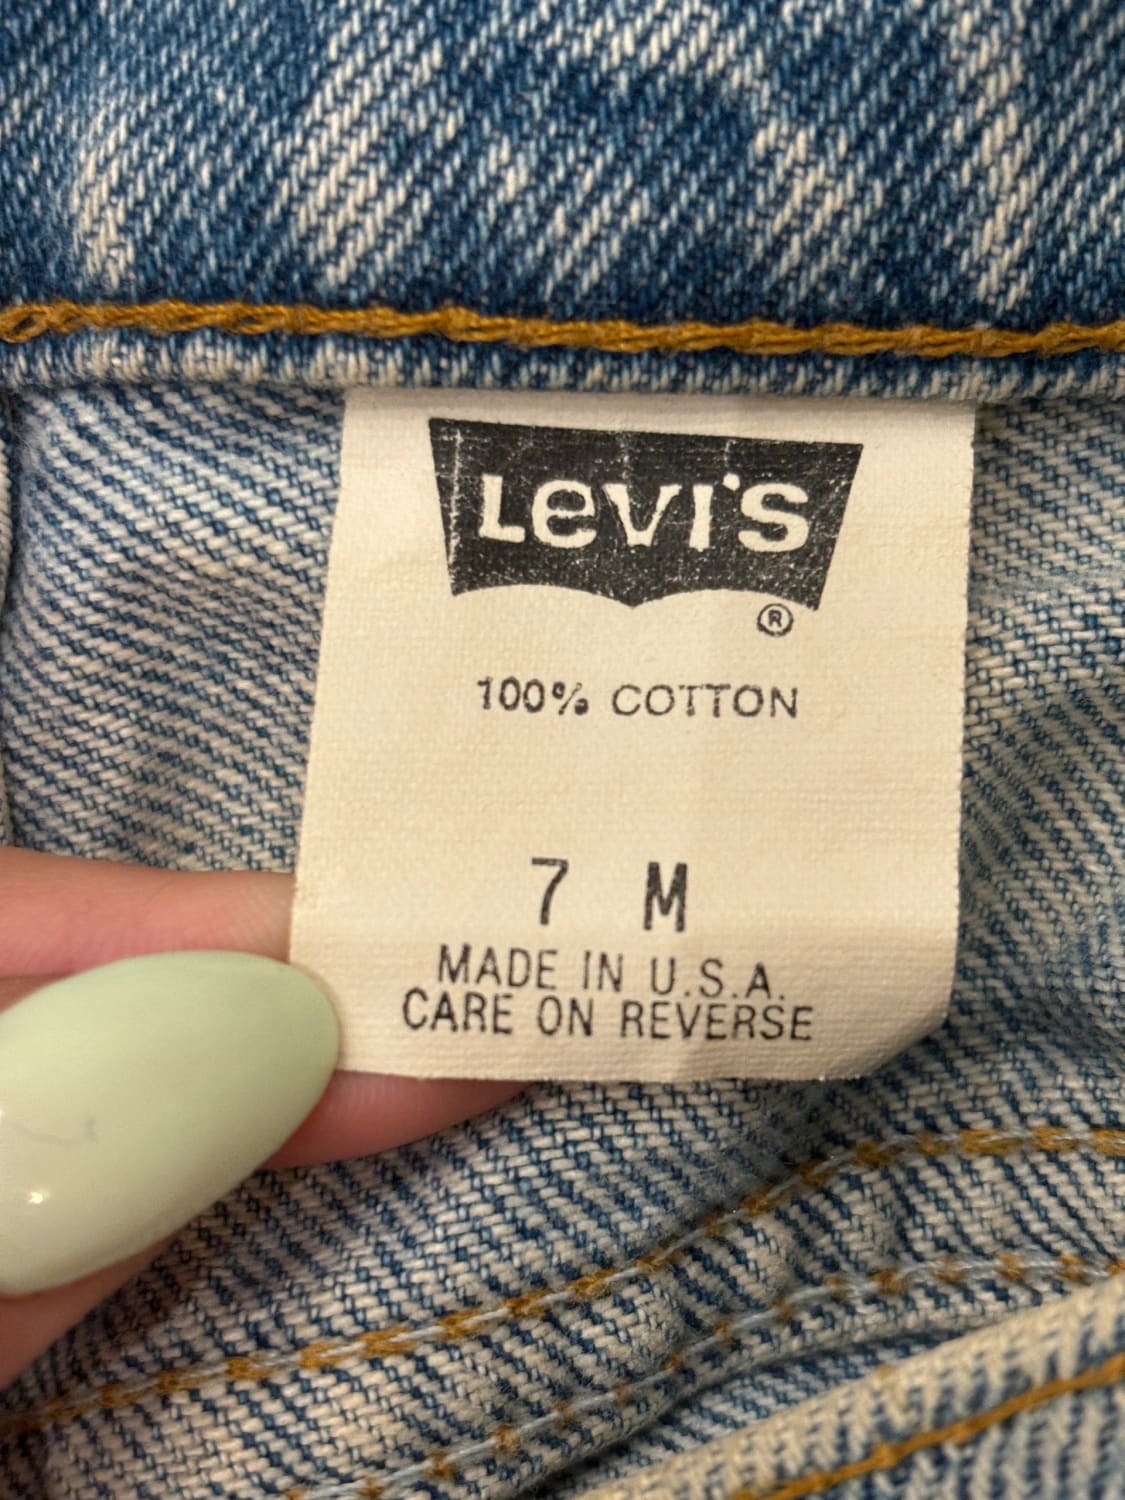 Levi's
®
100% COTTON
7 M
MADE IN U.S.A.
CARE ON REVERSE